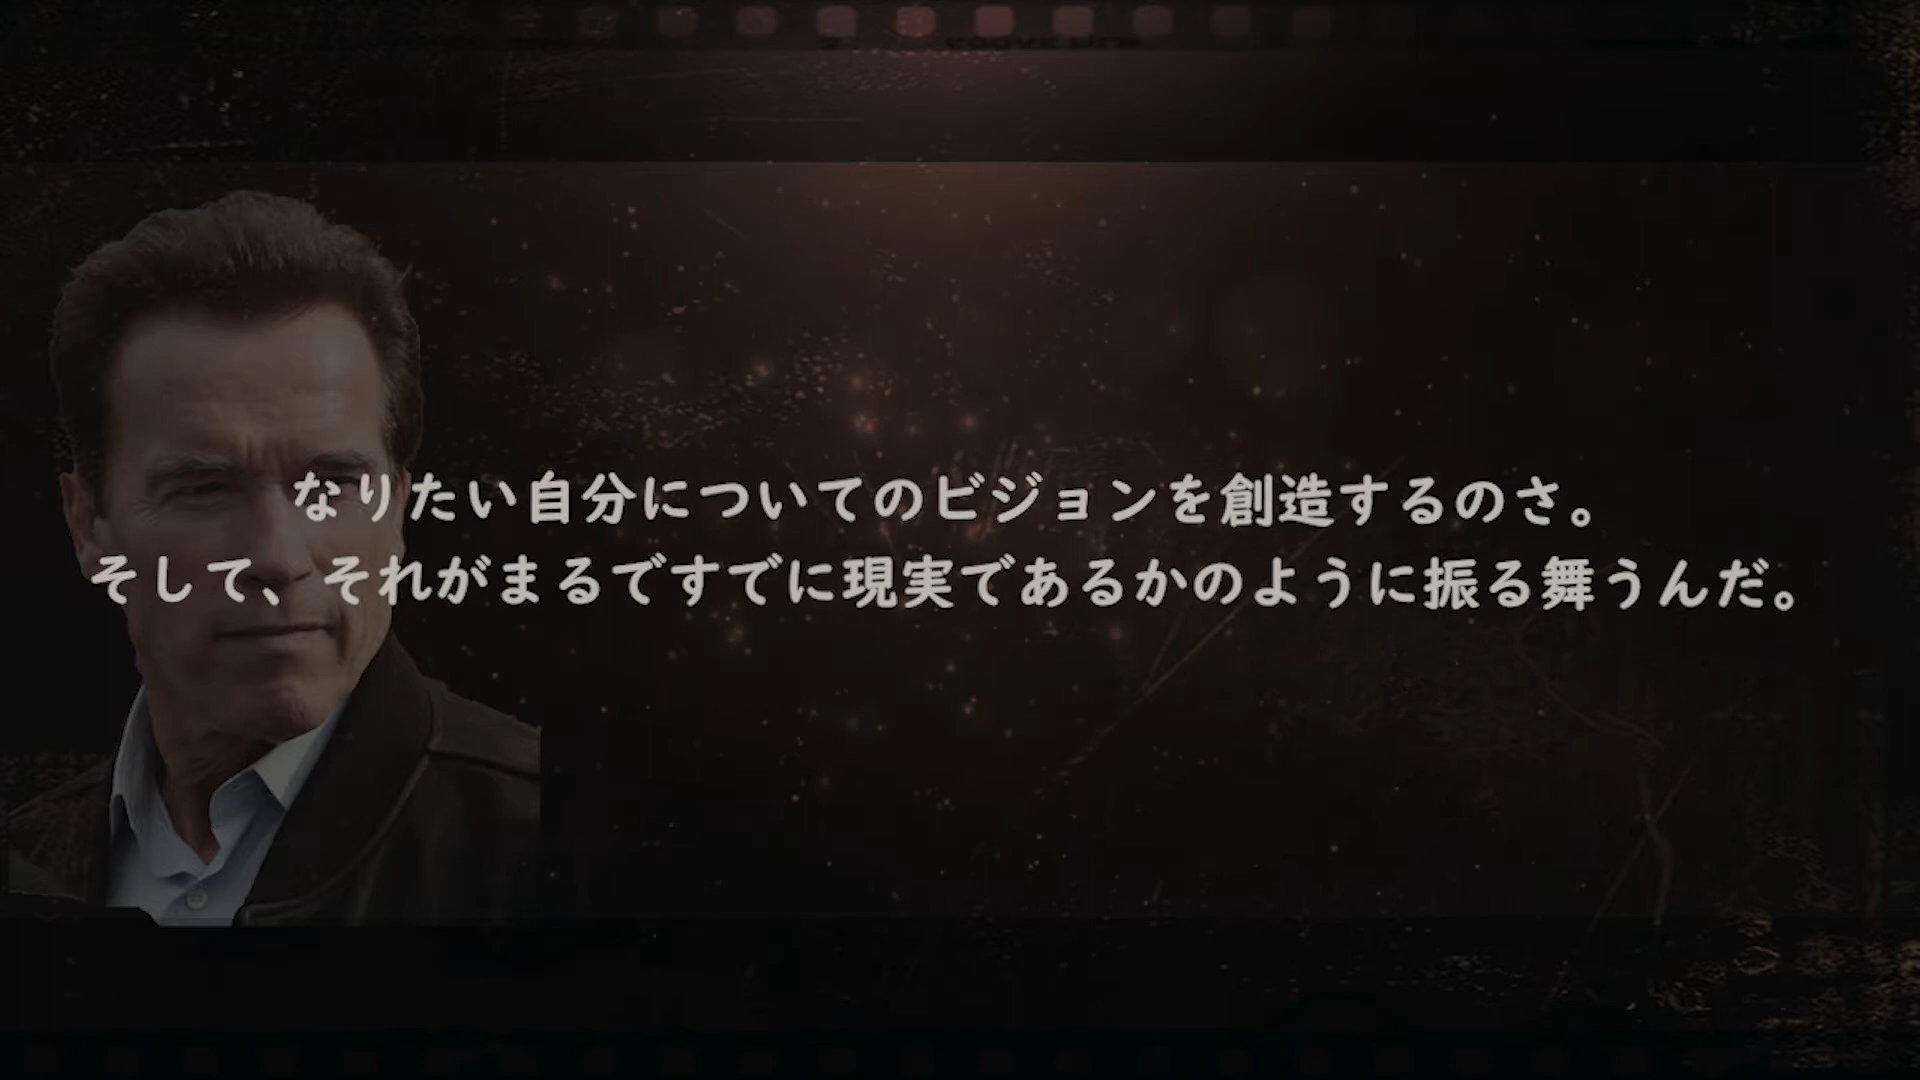 なりたい自分についてのビジョンを創造するのさ。
そして、それがまるですでに現実であるかのように振る舞うんだ。